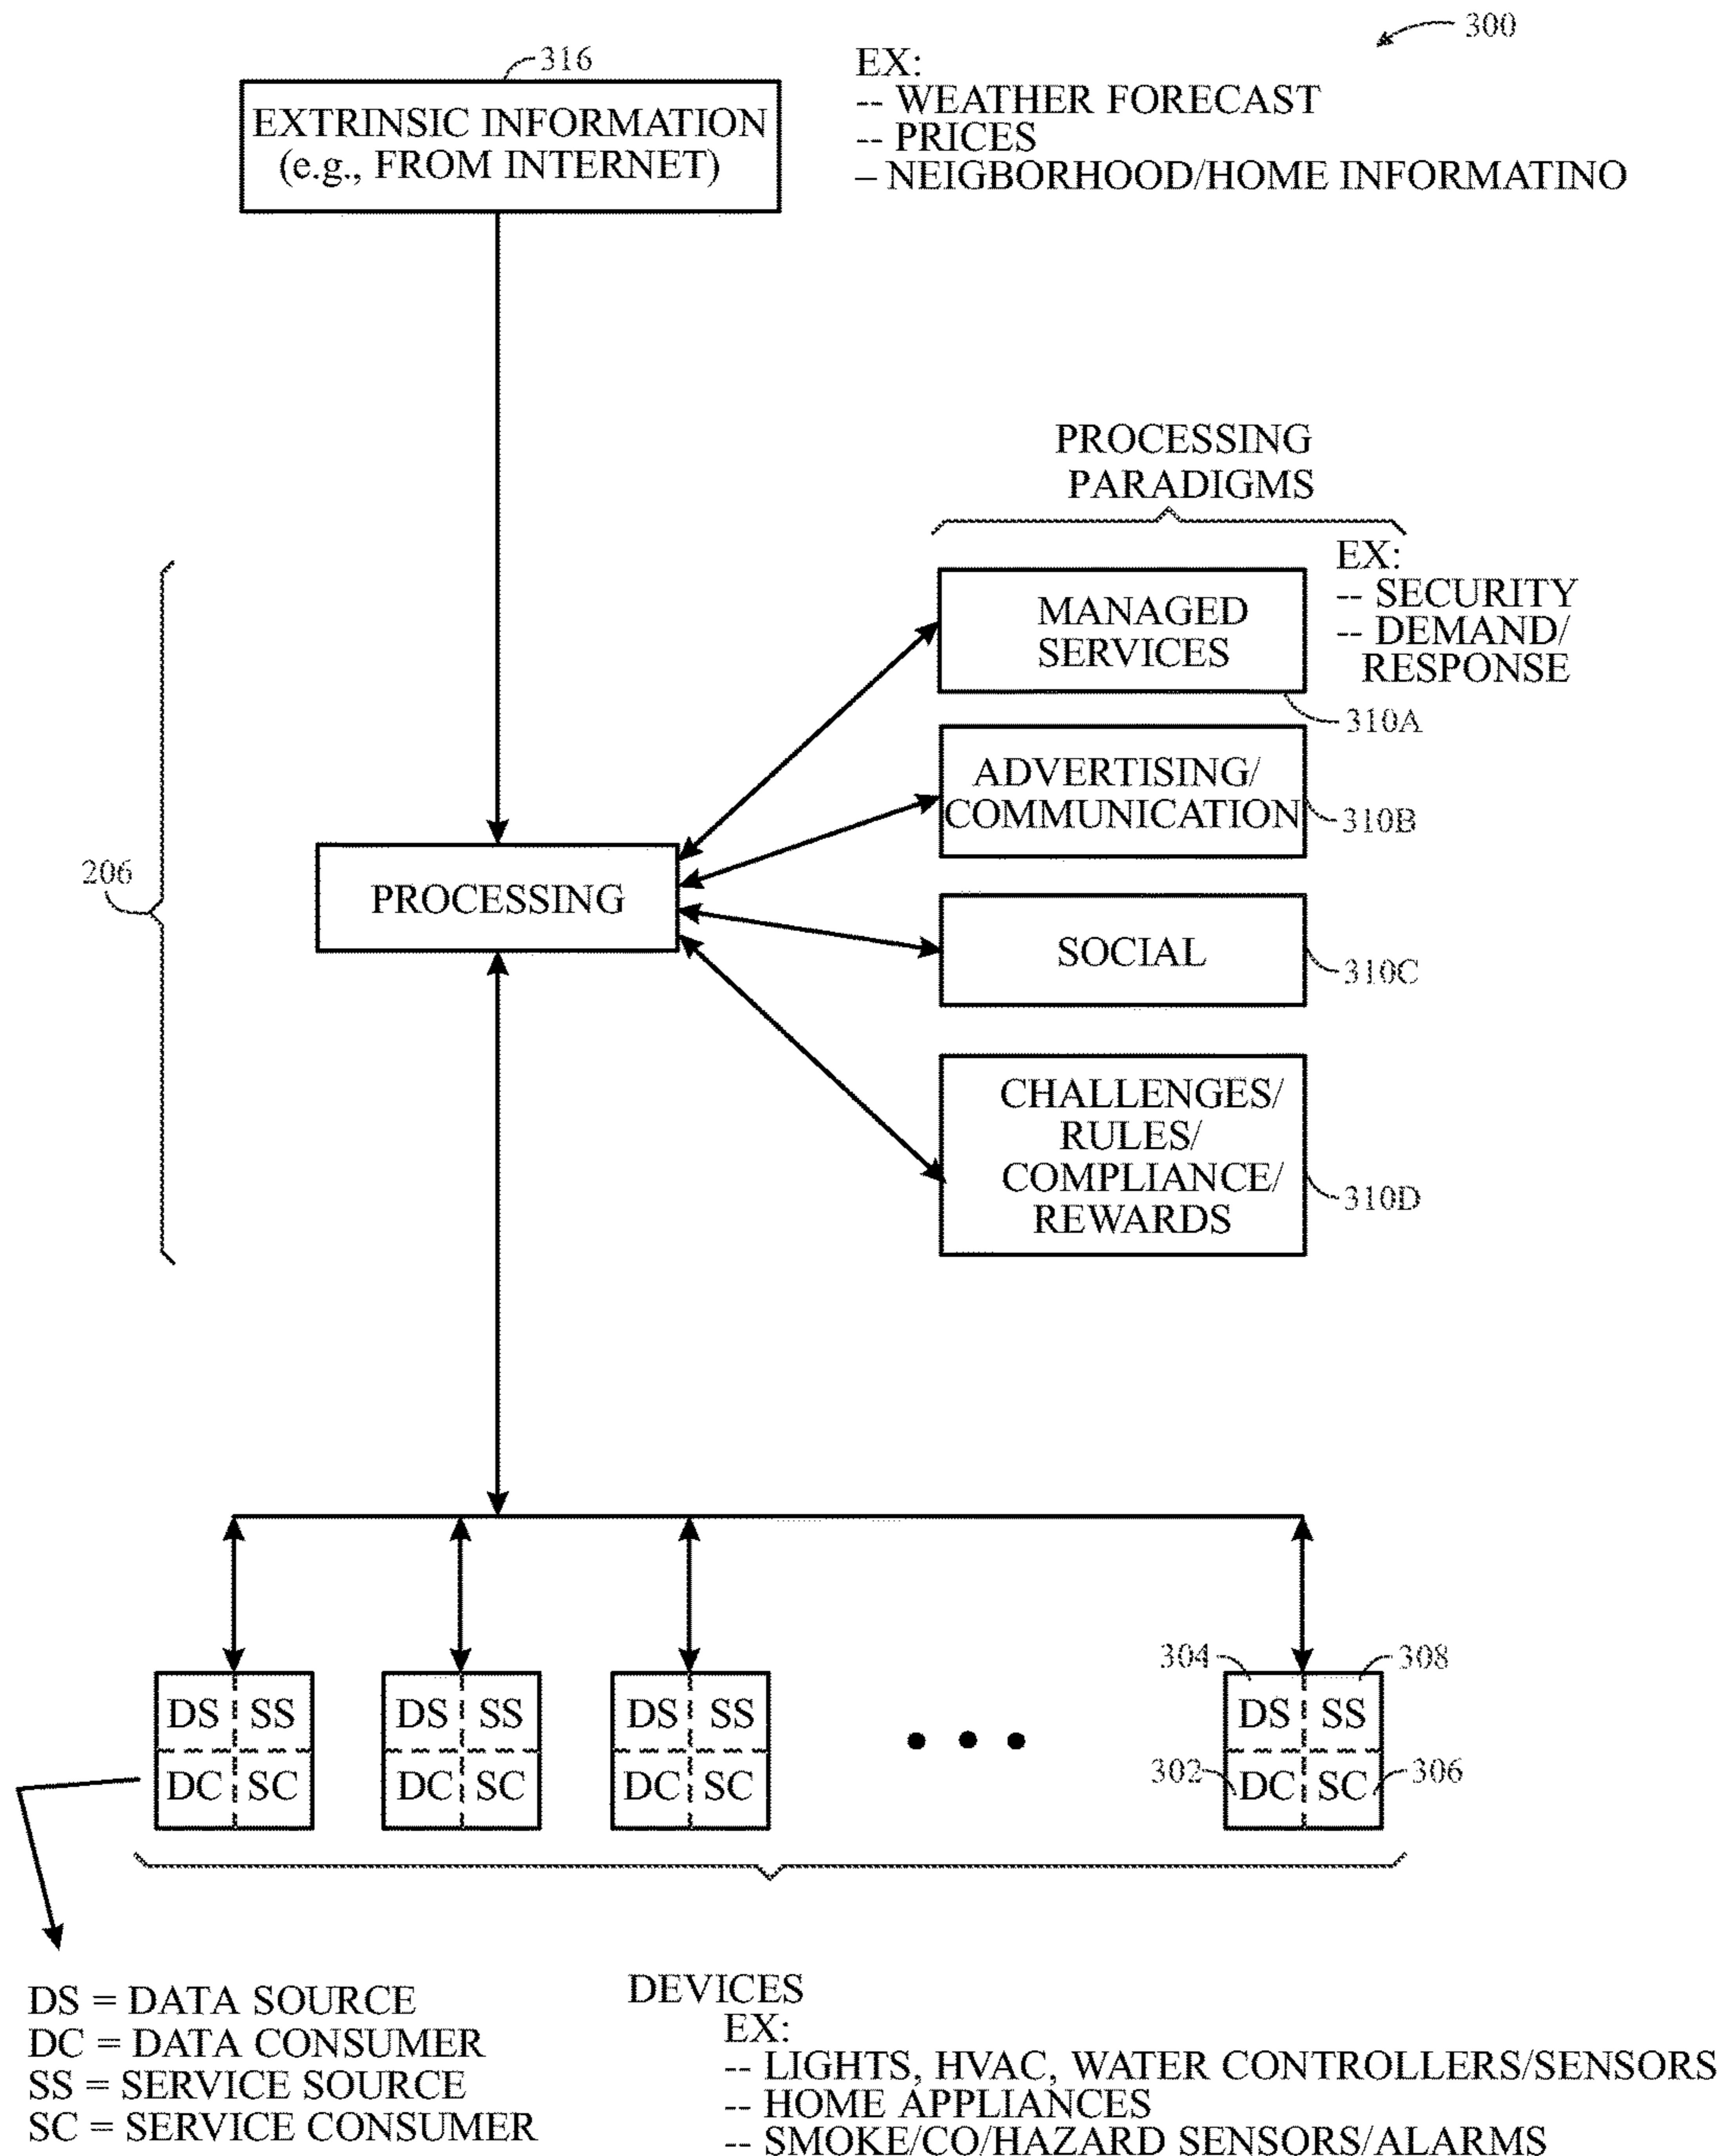 300
316
EXTRINSIC INFORMATION
(e.g., FROM INTERNET)
EX:
-- WEATHER FORECAST
-- PRICES
– NEIGBORHOOD/HOME INFORMATINO
PROCESSING
PARADIGMS
MANAGED
SERVICES
EX:
-- SECURITY
-- DEMAND/
RESPONSE
310A
ADVERTISING/
COMMUNICATION
310B
206
PROCESSING
SOCIAL
310C
CHALLENGES/
RULES/
COMPLIANCE/
REWARDS
310D
304
308
DS SS
DC SC
DS SS
DC SC
DS SS
DC SC
• • •
DS SS
DC SC
302
306
DS = DATA SOURCE
DC = DATA CONSUMER
SS = SERVICE SOURCE
SC = SERVICE CONSUMER
DEVICES
EX:
-- LIGHTS, HVAC, WATER CONTROLLERS/SENSORS
-- HOME APPLIANCES
-- SMOKE/CO/HAZARD SENSORS/ALARMS